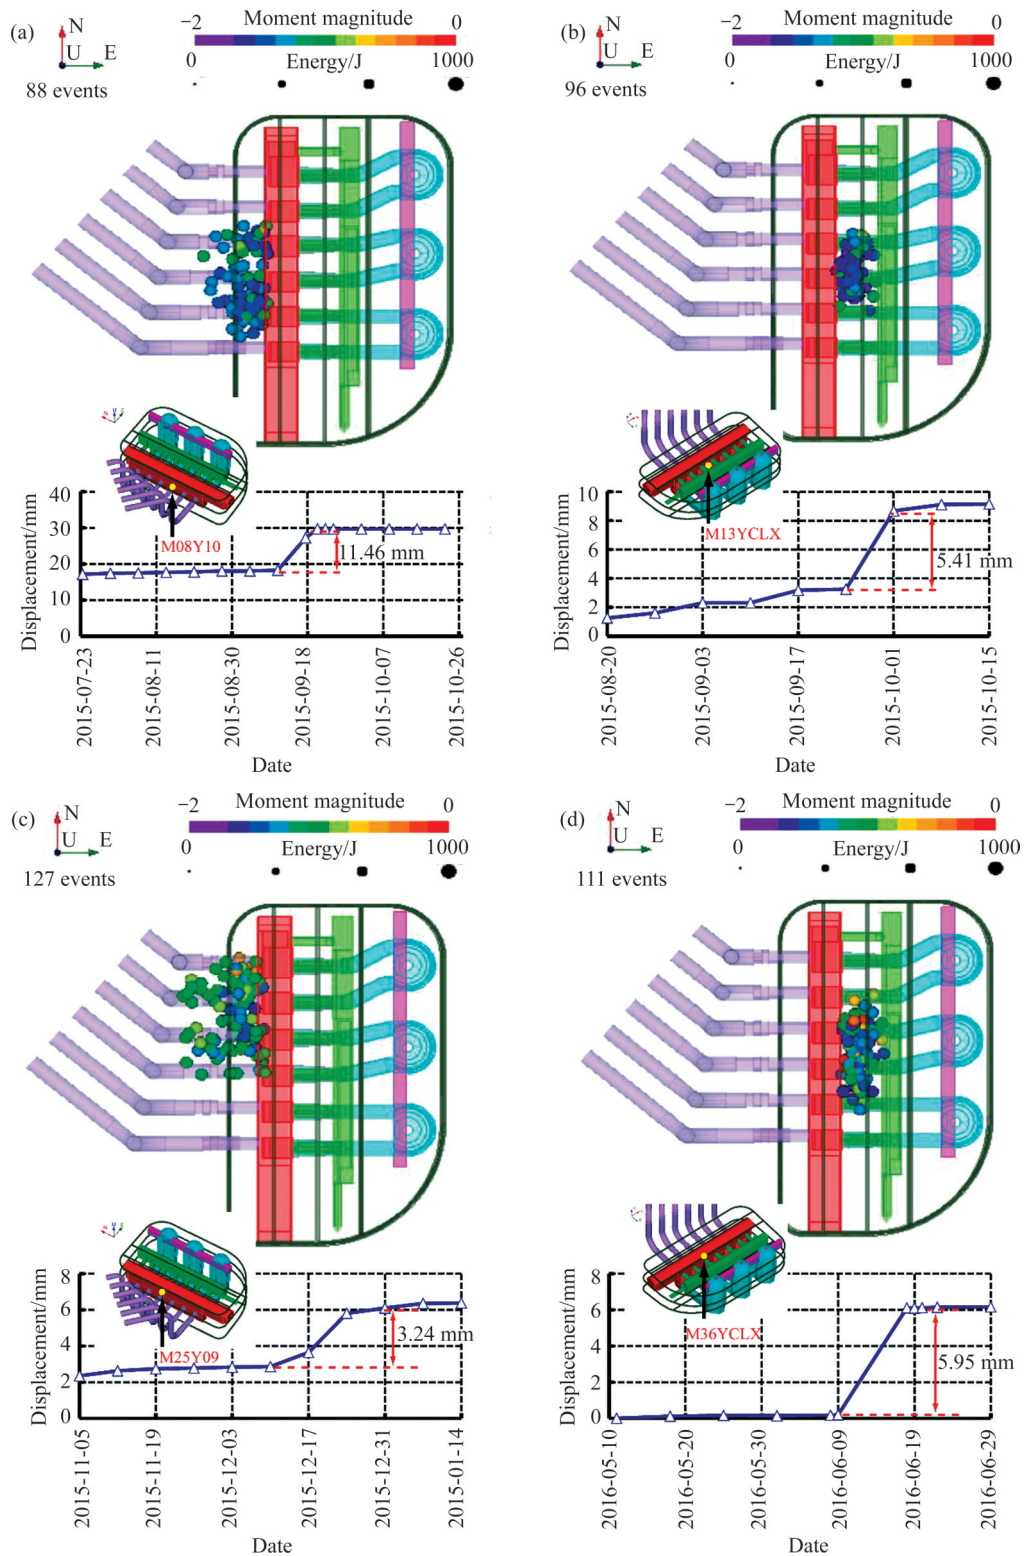 (a)
N
U E
Moment magnitude
−2 0
0 1000
Energy/J
88 events
M08Y10
Displacement/mm
40
30
20
10
0
11.46 mm
2015-07-23
2015-08-11
2015-08-30
2015-09-18
2015-10-07
2015-10-26
Date
(b)
N
U E
Moment magnitude
−2 0
0 1000
Energy/J
96 events
M13YCLX
Displacement/mm
10
8
6
4
2
0
5.41 mm
2015-08-20
2015-09-03
2015-09-17
2015-10-01
2015-10-15
Date
(c)
N
U E
Moment magnitude
−2 0
0 1000
Energy/J
127 events
M25Y09
Displacement/mm
8
6
4
2
0
3.24 mm
2015-11-05
2015-11-19
2015-12-03
2015-12-17
2015-12-31
2015-01-14
Date
(d)
N
U E
Moment magnitude
−2 0
0 1000
Energy/J
111 events
M36YCLX
Displacement/mm
8
6
4
2
0
5.95 mm
2016-05-10
2016-05-20
2016-05-30
2016-06-09
2016-06-19
2016-06-29
Date